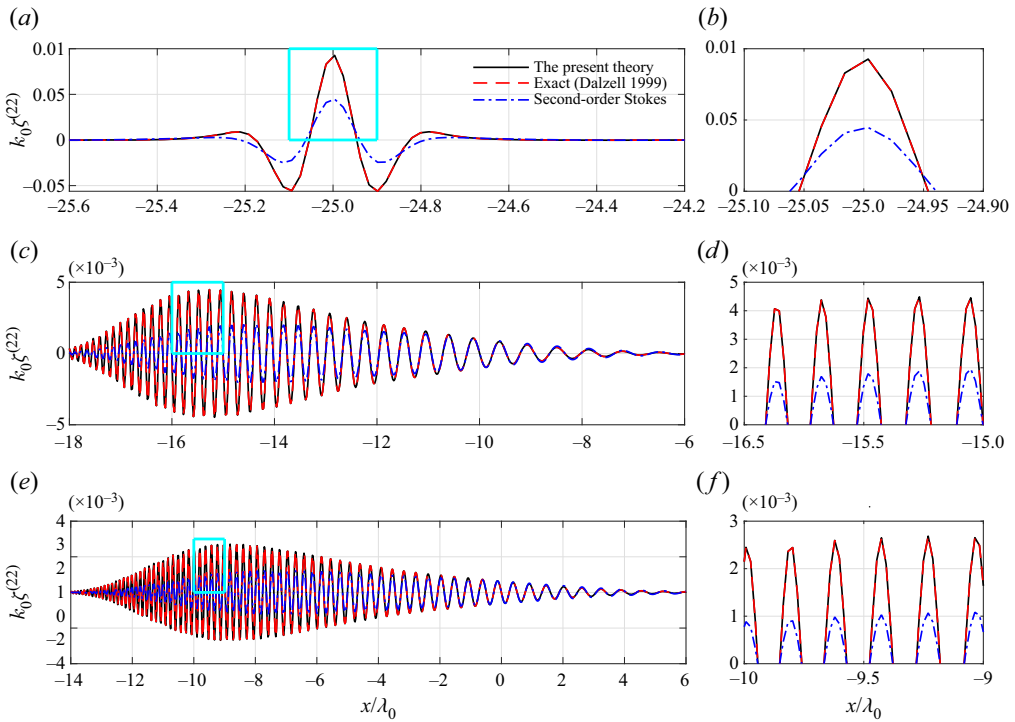 (a)
0.01
0.05
0
−0.05
k₀ζ⁽²²⁾
The present theory
Exact (Dalzell 1999)
Second-order Stokes
−25.6 −25.4 −25.2 −25.0 −24.8 −24.6 −24.4 −24.2
(b)
0.01
0.05
0
−25.10 −25.05 −25.0 −24.95 −24.90
(c)
(×10⁻³)
5
0
−5
k₀ζ⁽²²⁾
−18 −16 −14 −12 −10 −8 −6
(d)
(×10⁻³)
5
4
3
2
1
0
−16.5 −15.5 −15.0
(e)
(×10⁻³)
4
3
2
1
0
−2
−4
k₀ζ⁽²²⁾
−14 −12 −10 −8 −6 −4 −2 0 2 4 6
x/λ₀
(f)
(×10⁻³)
3
2
1
0
−10 −9.5 −9
x/λ₀